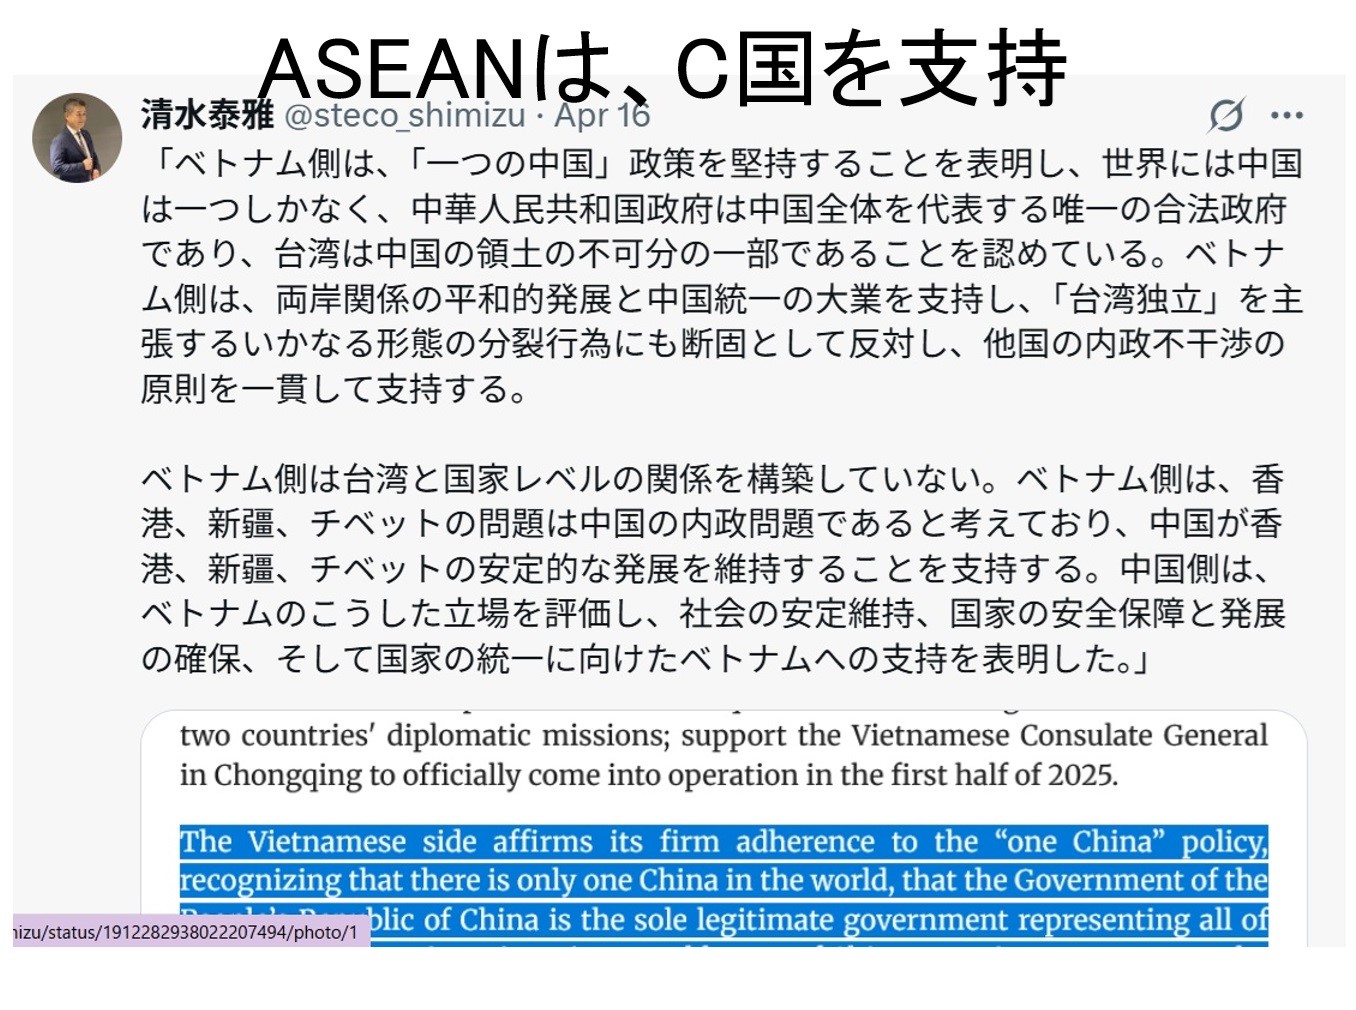 ASEANは、C国を支持
清水泰雅 @steco_shimizu · Apr 16
「ベトナム側は、「一つの中国」政策を堅持することを表明し、世界には中国
は一つしかなく、中華人民共和国政府は中国全体を代表する唯一の合法政府
であり、台湾は中国の領土の不可分の一部であることを認めている。ベトナ
ム側は、両岸関係の平和的発展と中国統一の大業を支持し、「台湾独立」を主
張するいかなる形態の分裂行為にも断固として反対し、他国の内政不干渉の
原則を一貫して支持する。
ベトナム側は台湾と国家レベルの関係を構築していない。ベトナム側は、香
港、新疆、チベットの問題は中国の内政問題であると考えており、中国が香
港、新疆、チベットの安定的な発展を維持することを支持する。中国側は、
ベトナムのこうした立場を評価し、社会の安定維持、国家の安全保障と発展
の確保、そして国家の統一に向けたベトナムへの支持を表明した。」
two countries' diplomatic missions; support the Vietnamese Consulate General
in Chongqing to officially come into operation in the first half of 2025.
The Vietnamese side affirms its firm adherence to the “one China” policy,
recognizing that there is only one China in the world, that the Government of the
People's Republic of China is the sole legitimate government representing all of
nizu/status/1912282938022207494/photo/1